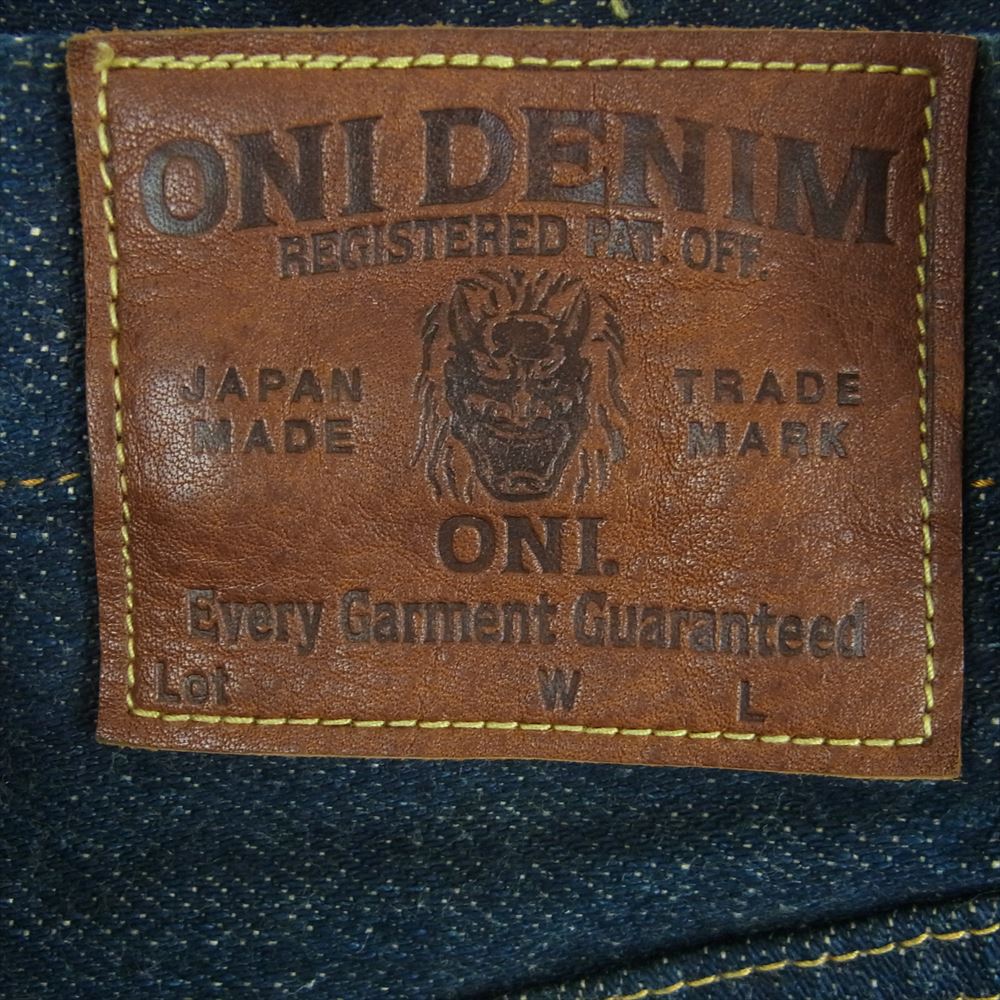 ONI DENIM
REGISTERED PAT. OFF.
JAPAN MADE
TRADE MARK
ONI.
Every Garment Guaranteed
Lot W L